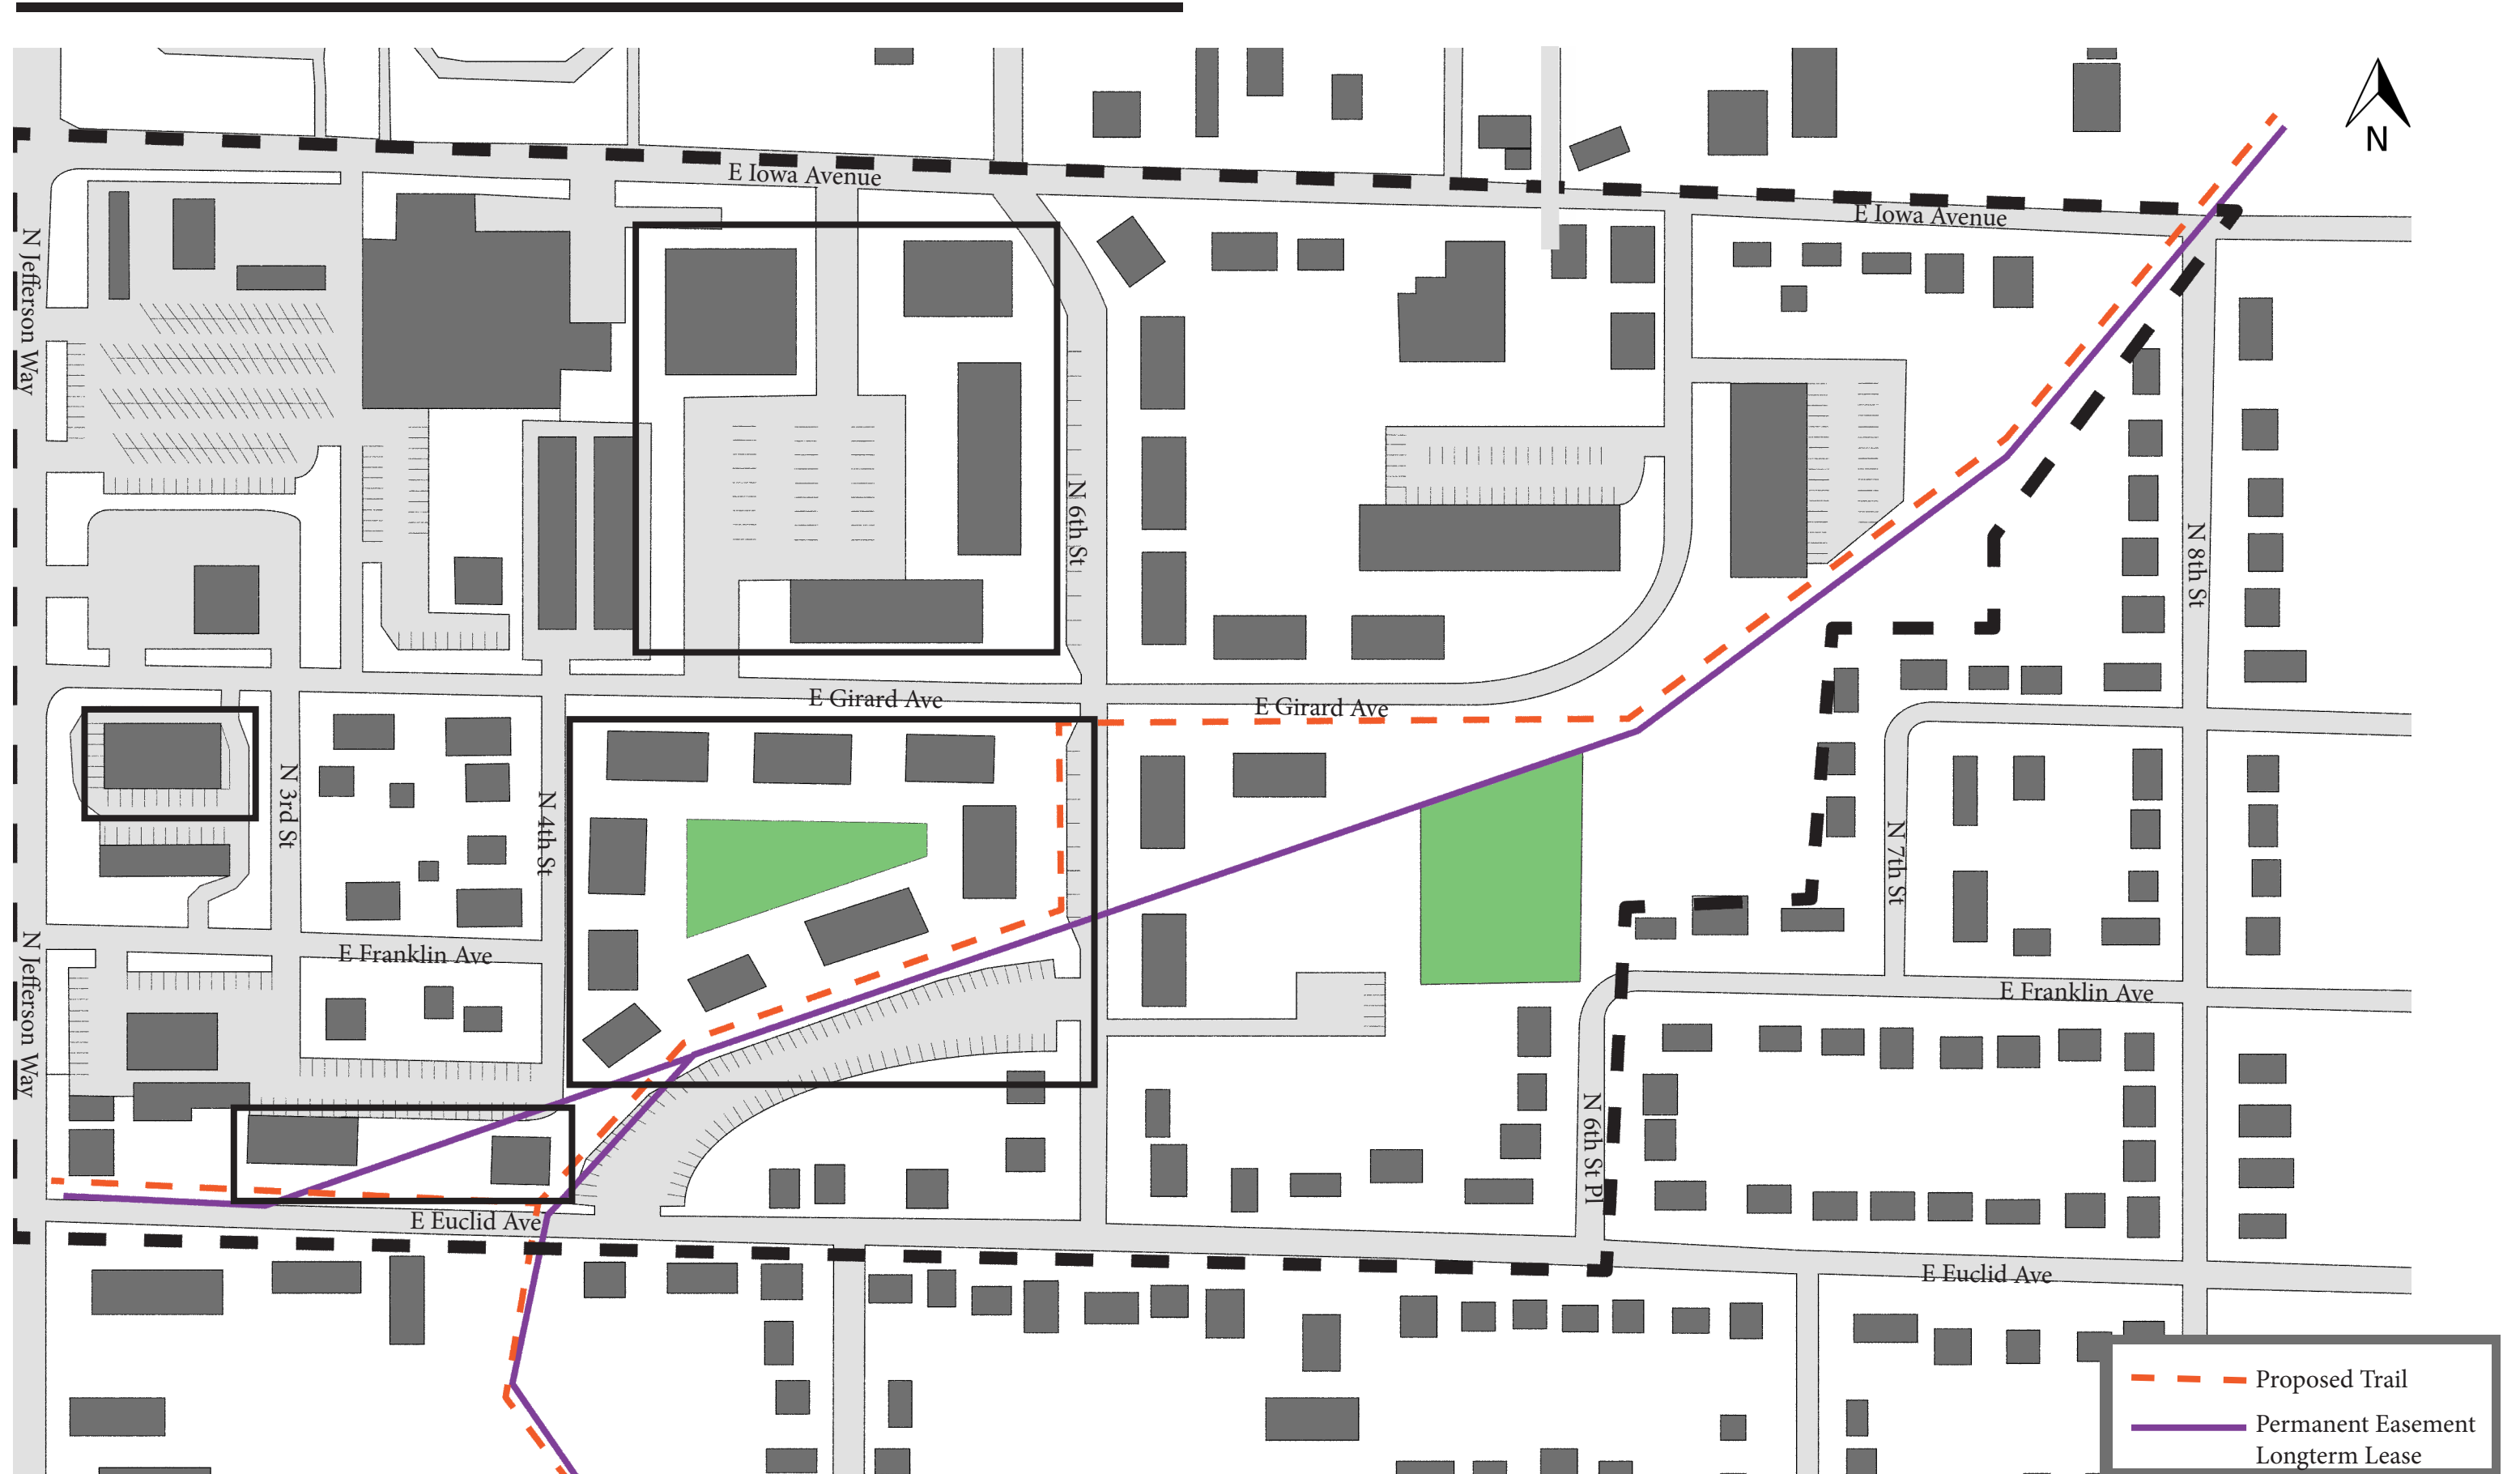 N
E Iowa Avenue
E Iowa Avenue
N Jefferson Way
N 6th St
N 8th St
E Girard Ave
E Girard Ave
N 3rd St
N 4th St
N 7th St
E Franklin Ave
N Jefferson Way
E Franklin Ave
N 6th St Pl
E Euclid Ave
E Euclid Ave
Proposed Trail
Permanent Easement
Longterm Lease